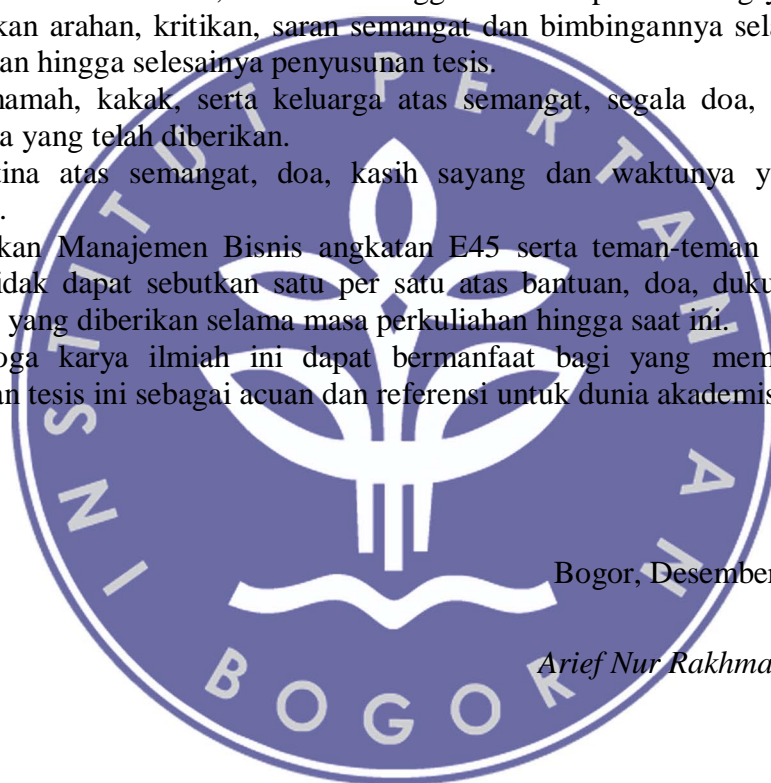 kan arahan, kritikan, saran semangat dan bimbingannya sela
an hingga selesainya penyusunan tesis.
mamah, kakak, serta keluarga atas semangat, segala doa,
a yang telah diberikan.
tina atas semangat, doa, kasih sayang dan waktunya y
.
kan Manajemen Bisnis angkatan E45 serta teman-teman
idak dapat sebutkan satu per satu atas bantuan, doa, duku
yang diberikan selama masa perkuliahan hingga saat ini.
oga karya ilmiah ini dapat bermanfaat bagi yang mem
an tesis ini sebagai acuan dan referensi untuk dunia akademis
Bogor, Desember
Arief Nur Rakhma
INSTITUT PERTANIAN
BOGOR